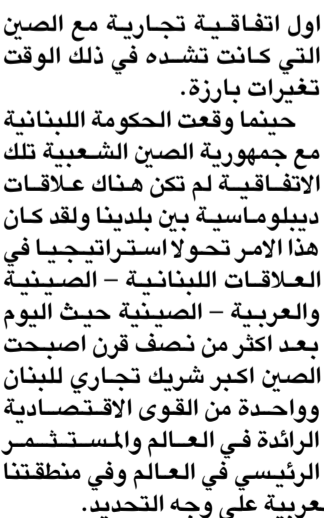 اول اتفاقية تجارية مع الصين
التي كانت تشده في ذلك الوقت
تغيرات بارزة.
حينما وقعت الحكومة اللبنانية
مع جمهورية الصين الشعبية تلك
الاتفاقية لم تكن هناك علاقات
ديبلوماسية بين بلدينا ولقد كان
هذا الامر تحولا استراتيجيا في
العلاقات اللبنانية – الصينية
والعربية – الصينية حيث اليوم
بعد اكثر من نصف قرن اصبحت
الصين اكبر شريك تجاري للبنان
وواحدة من القوى الاقتصادية
الرائدة في العالم والمستثمر
الرئيسي في العالم وفي منطقتنا
عربية على وجه التحديد.